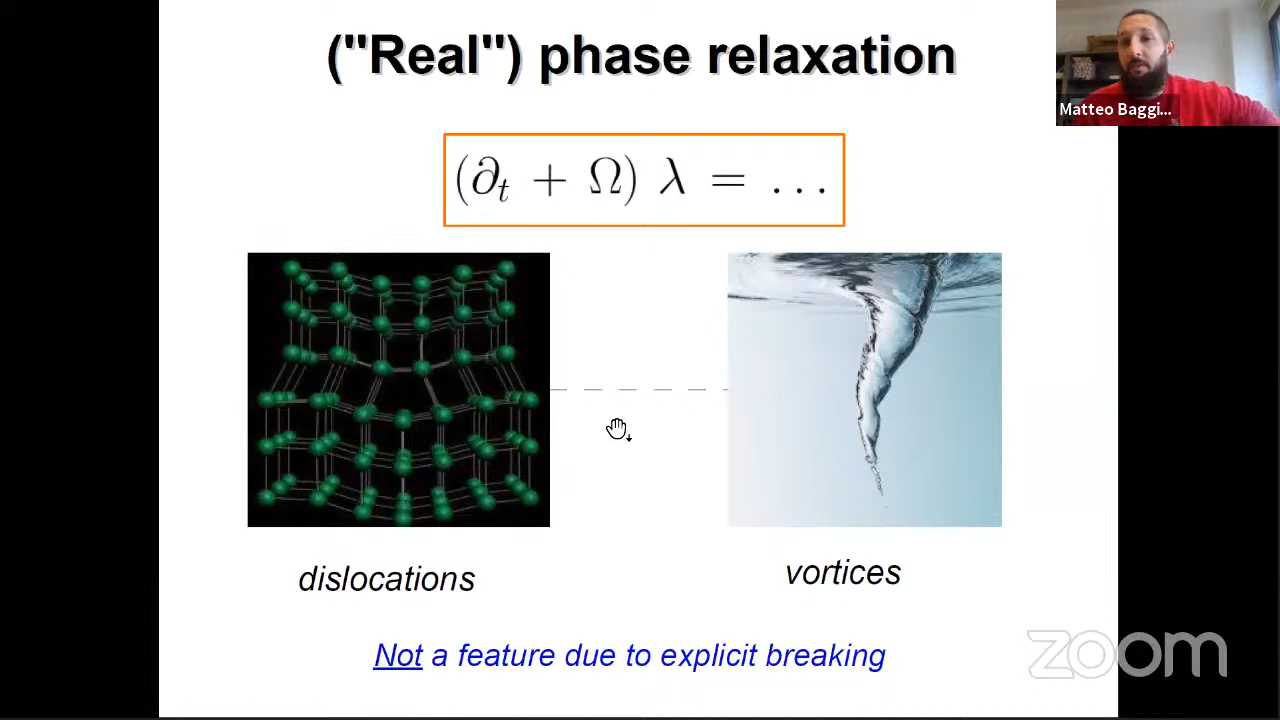 ("Real") phase relaxation
Matteo Baggi...
(∂ₜ + Ω) λ = ...
dislocations
vortices
Not a feature due to explicit breaking
zoom